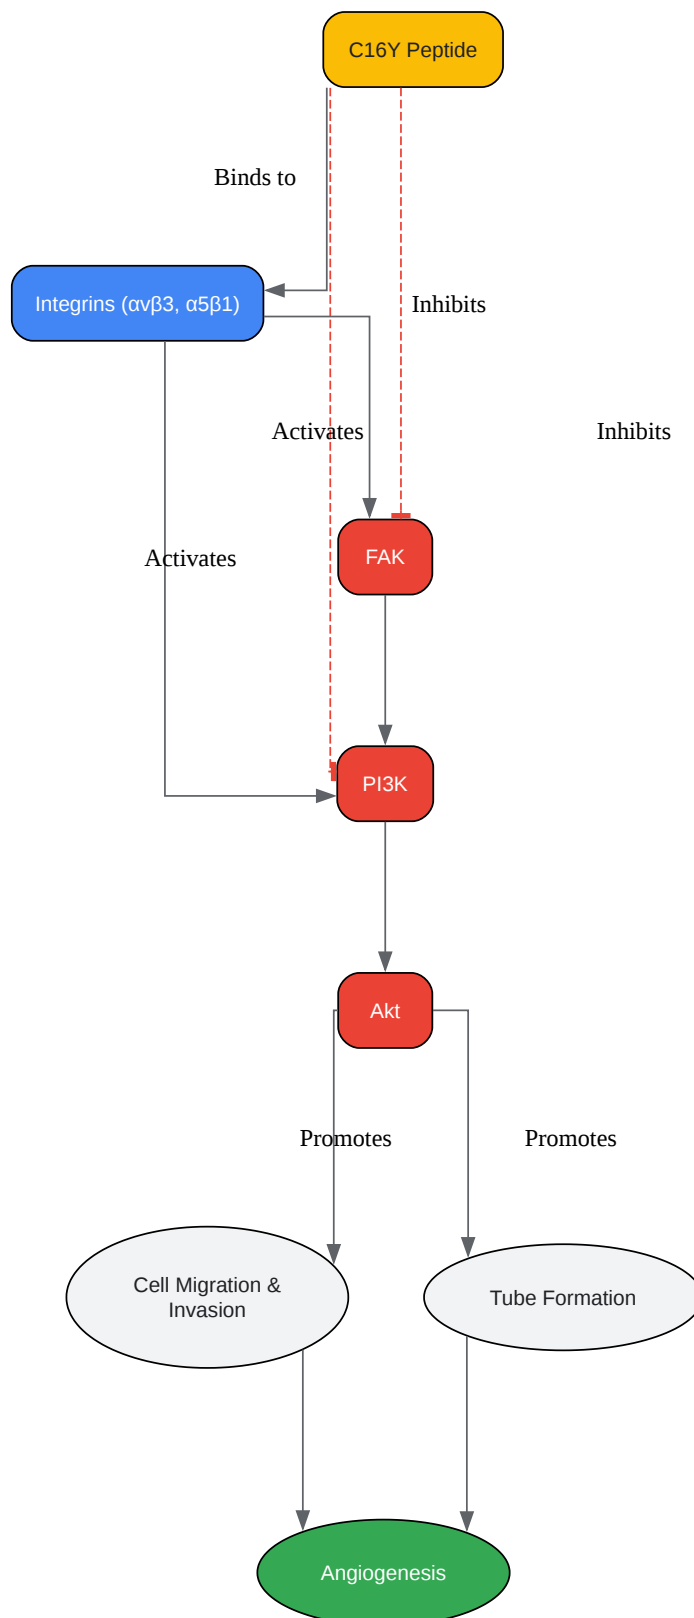 C16Y Peptide
Binds to
Integrins (αvβ3, α5β1)
Inhibits
Activates
Inhibits
Activates
FAK
PI3K
Akt
Promotes
Promotes
Cell Migration &
Invasion
Tube Formation
Angiogenesis